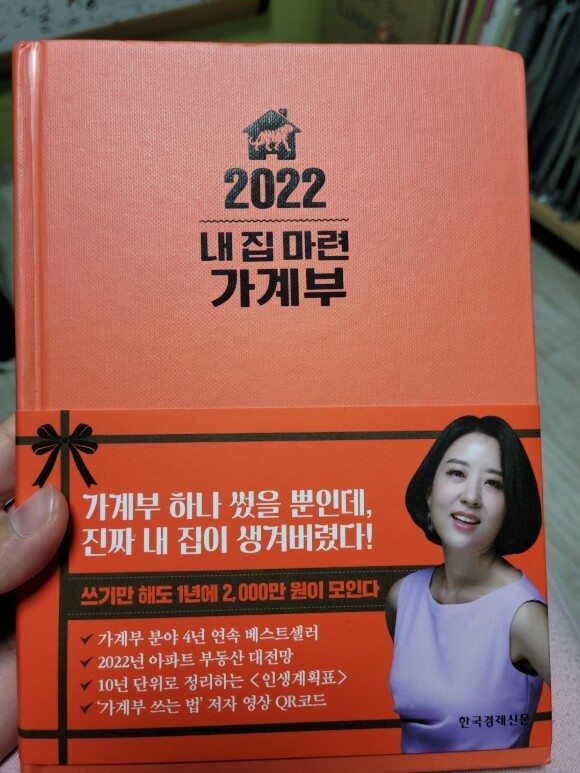 2022
내 집 마련
가계부
가계부 하나 썼을 뿐인데,
진짜 내 집이 생겨버렸다!
쓰기만 해도 1년에 2,000만 원이 모인다
가계부 분야 4년 연속 베스트셀러
2022년 아파트 부동산 대전망
10년 단위로 정리하는 <인생계획표>
‘가계부 쓰는 법’ 저자 영상 QR코드
한국경제신문